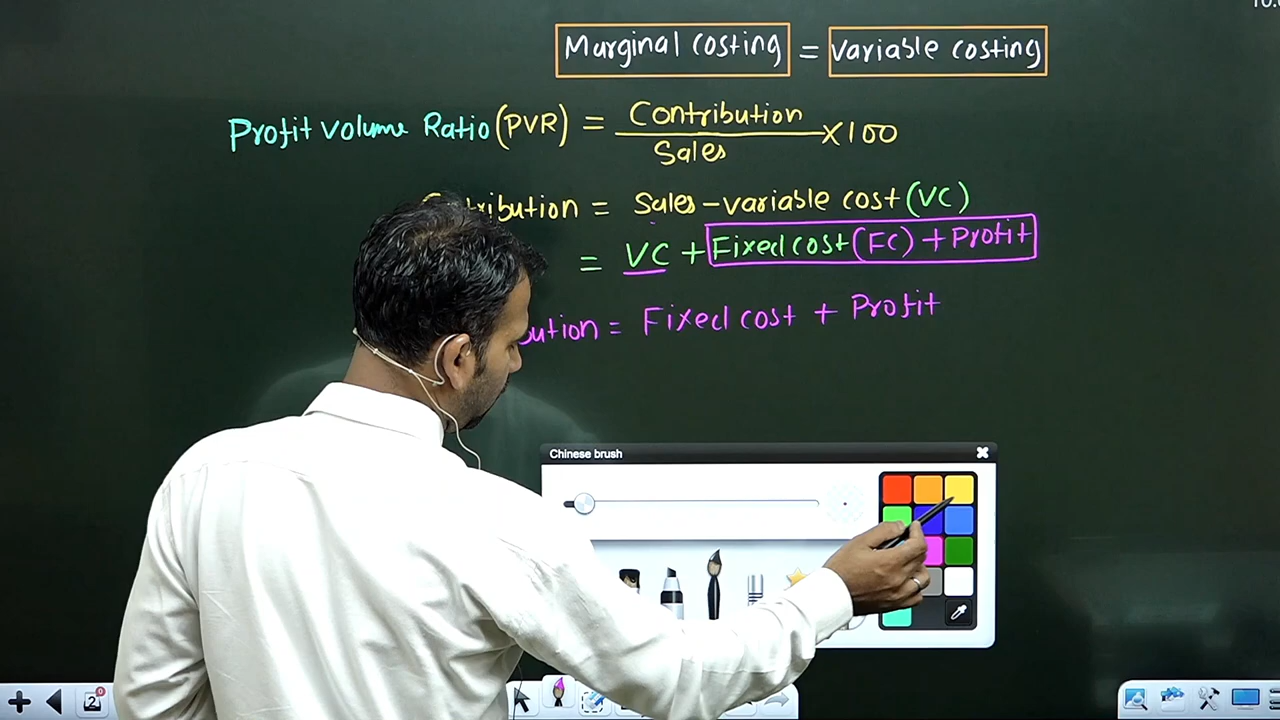 Marginal costing = Variable costing
Profit Volume Ratio (PVR) = Contribution / Sales × 100
= Sales - variable cost (VC)
= VC + Fixed cost (FC) + Profit
= Fixed cost + Profit
Chinese brush
2